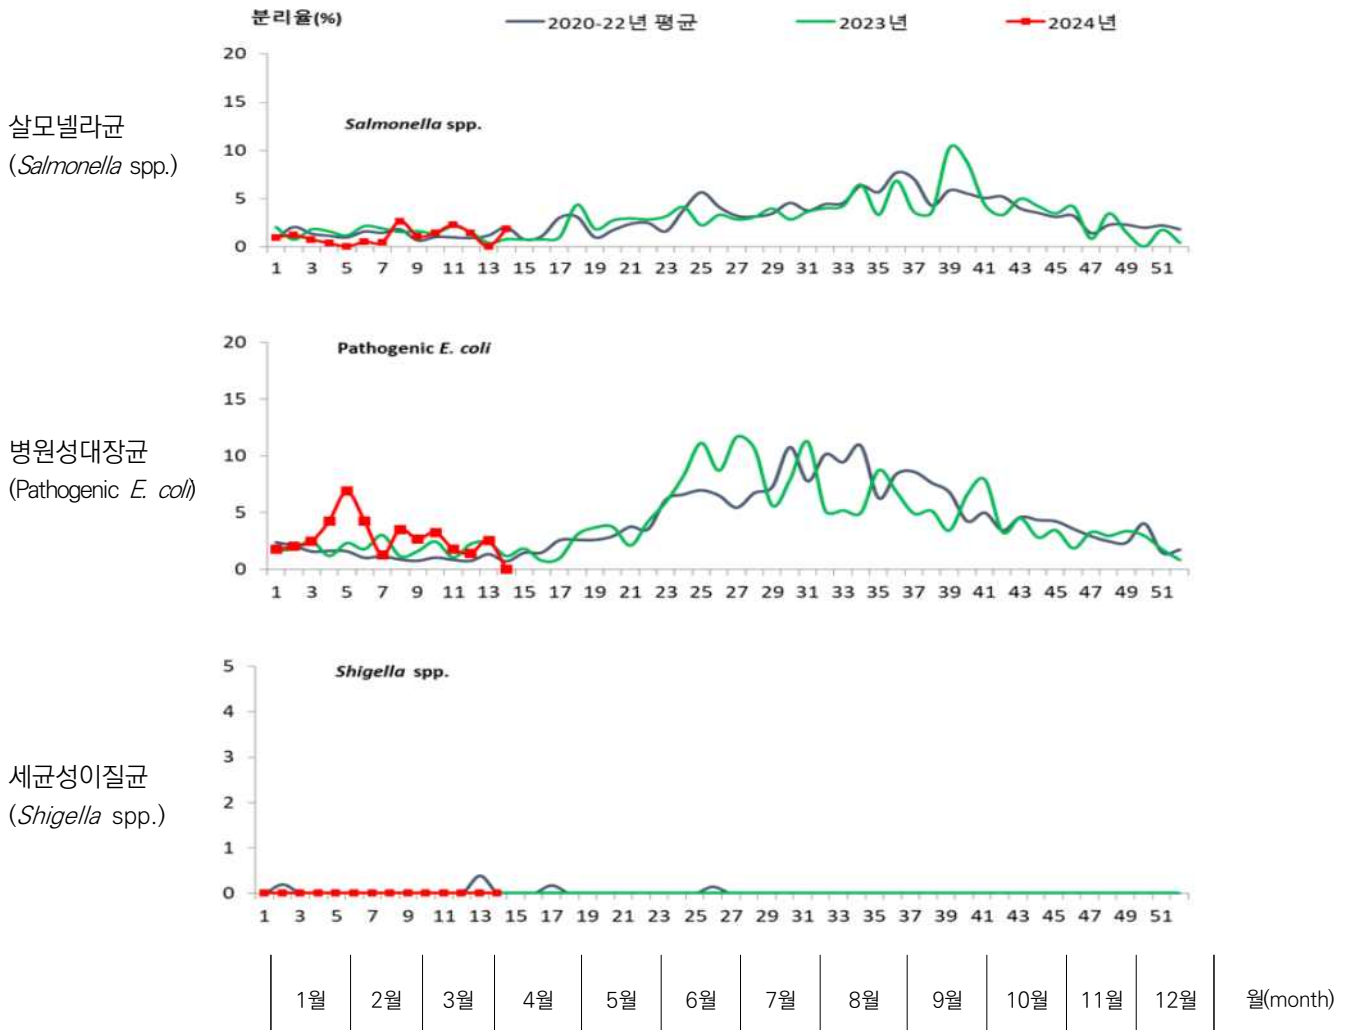 분리율(%)
2020-22년 평균 2023년 2024년
살모넬라균
(Salmonella spp.)
20
15
10
5
0
Salmonella spp.
1 3 5 7 9 11 13 15 17 19 21 23 25 27 29 31 33 35 37 39 41 43 45 47 49 51
병원성대장균
(Pathogenic E. coli)
20
15
10
5
0
Pathogenic E. coli
1 3 5 7 9 11 13 15 17 19 21 23 25 27 29 31 33 35 37 39 41 43 45 47 49 51
세균성이질균
(Shigella spp.)
5
4
3
2
1
0
Shigella spp.
1 3 5 7 9 11 13 15 17 19 21 23 25 27 29 31 33 35 37 39 41 43 45 47 49 51
1월 2월 3월 4월 5월 6월 7월 8월 9월 10월 11월 12월 월(month)